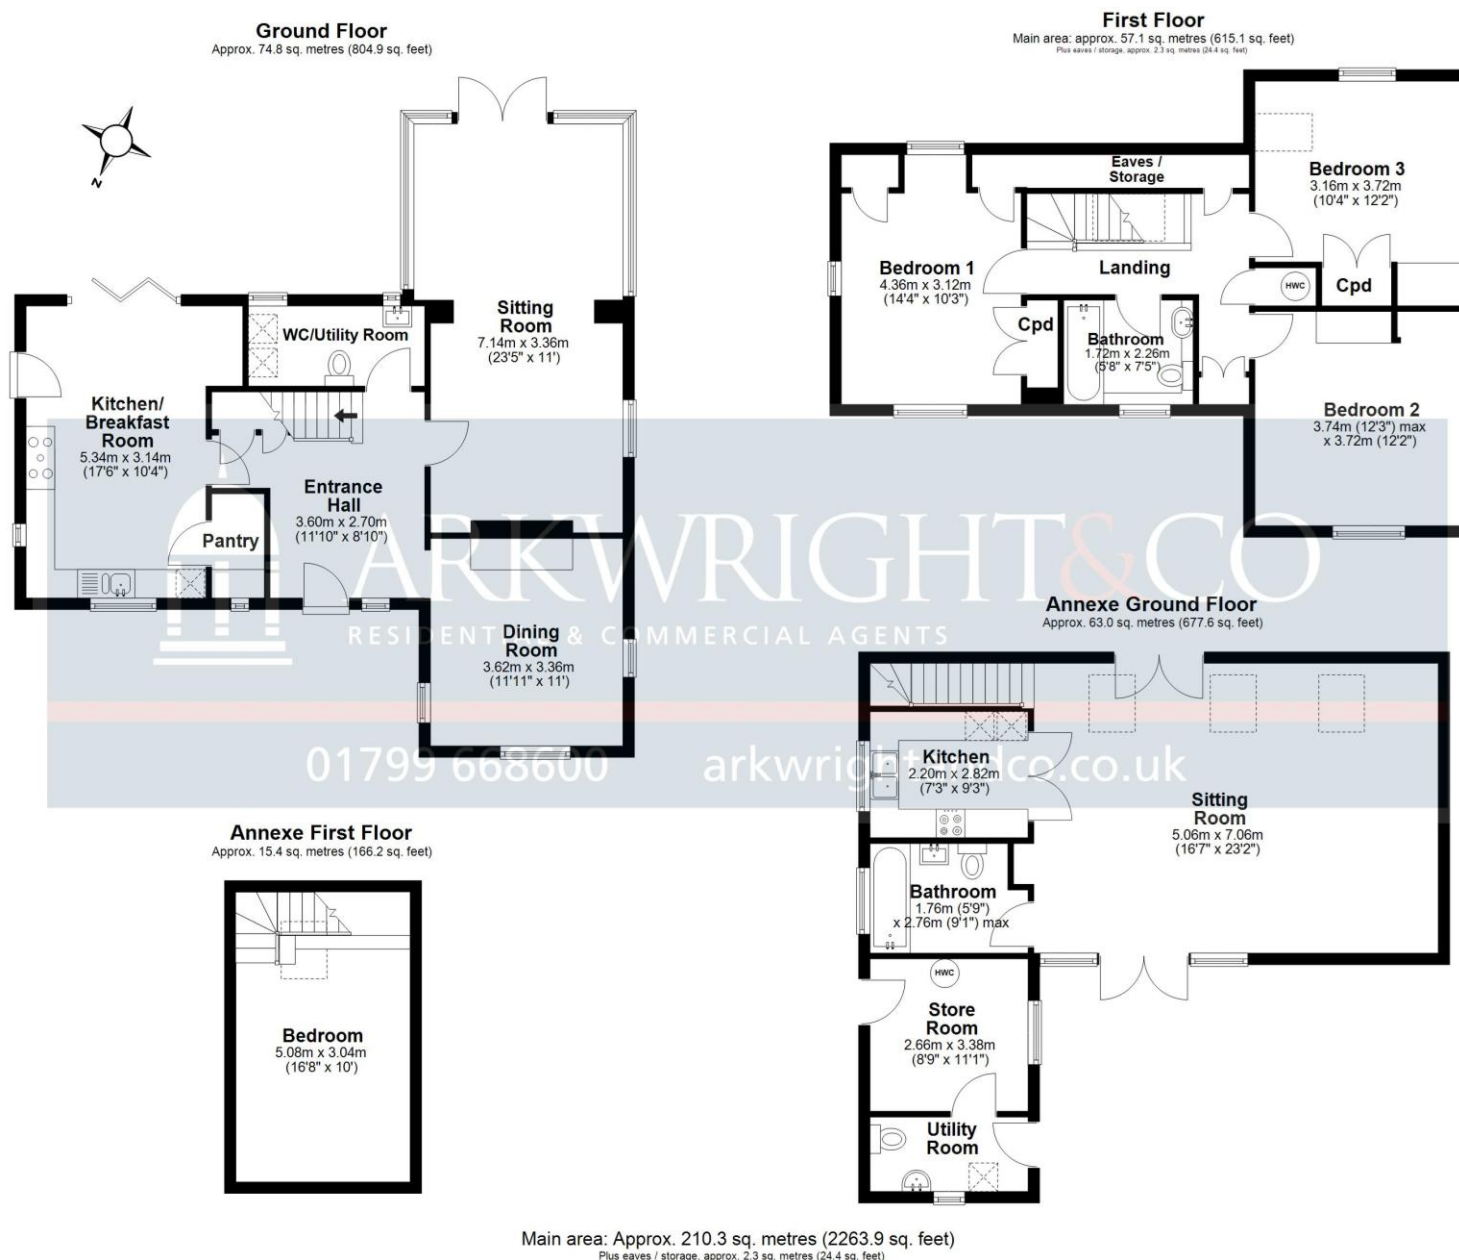 Ground Floor
Approx. 74.8 sq. metres (804.9 sq. feet)
First Floor
Main area: approx. 57.1 sq. metres (615.1 sq. feet)
Plus eaves / storage, approx. 2.3 sq. metres (24.4 sq. feet)
N
Sitting
Room
7.14m x 3.36m
(23'5" x 11')
WC/Utility Room
Kitchen/
Breakfast
Room
5.34m x 3.14m
(17'6" x 10'4")
Entrance
Hall
3.60m x 2.70m
(11'10" x 8'10")
Pantry
Dining
Room
3.62m x 3.36m
(11'11" x 11')
Eaves /
Storage
Bedroom 3
3.16m x 3.72m
(10'4" x 12'2")
Bedroom 1
4.36m x 3.12m
(14'4" x 10'3")
Landing
HWC
Cpd
Cpd
Bathroom
1.72m x 2.26m
(5'8" x 7'5")
Bedroom 2
3.74m (12'3") max
x 3.72m (12'2")
ARKWRIGHT&CO
RESIDENTIAL & COMMERCIAL AGENTS
01799 668600
arkwrightandco.co.uk
Annexe Ground Floor
Approx. 63.0 sq. metres (677.6 sq. feet)
Kitchen
2.20m x 2.82m
(7'3" x 9'3")
Sitting
Room
5.06m x 7.06m
(16'7" x 23'2")
Bathroom
1.76m (5'9")
x 2.76m (9'1") max
HWC
Store
Room
2.66m x 3.38m
(8'9" x 11'1")
Utility
Room
Annexe First Floor
Approx. 15.4 sq. metres (166.2 sq. feet)
Bedroom
5.08m x 3.04m
(16'8" x 10')
Main area: Approx. 210.3 sq. metres (2263.9 sq. feet)
Plus eaves / storage, approx. 2.3 sq. metres (24.4 sq. feet)